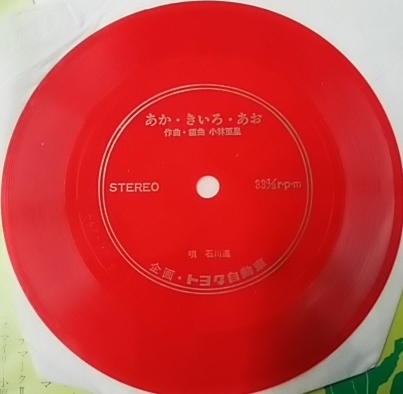 あか・きいろ・あお
作曲・編曲 小林亜星
STEREO
33⅓r·p·m
唄 石川進
企画・トヨタ自動車